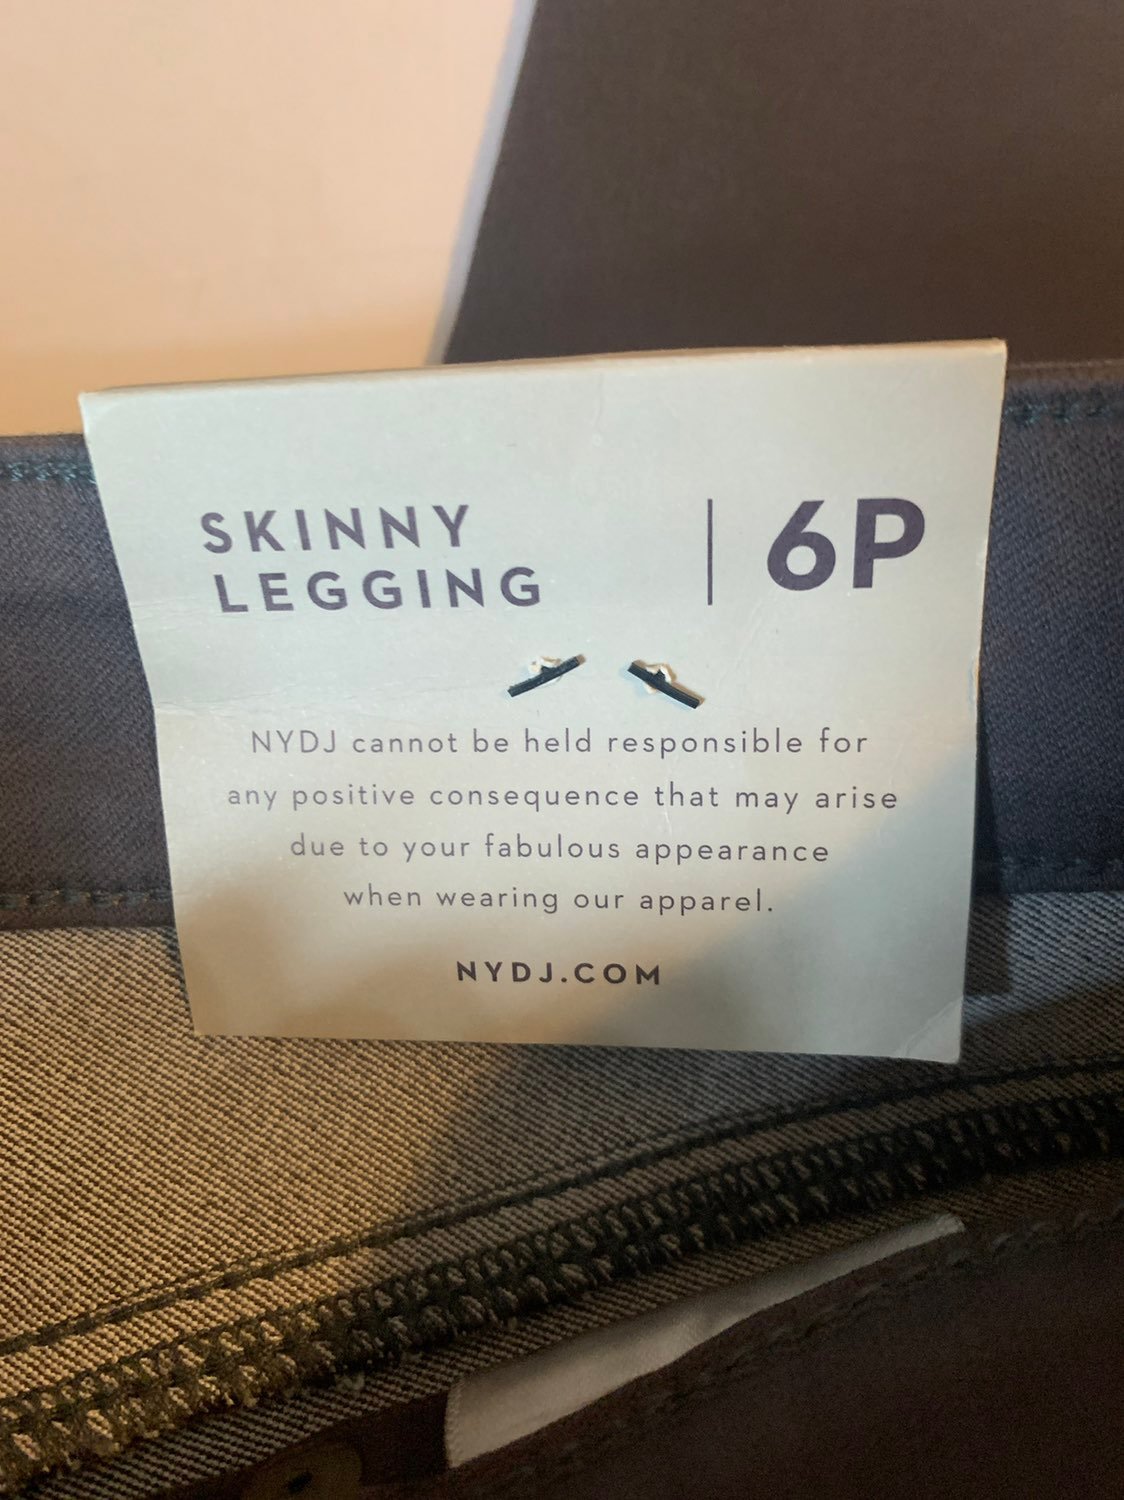 SKINNY
LEGGING
6P
NYDJ cannot be held responsible for
any positive consequence that may arise
due to your fabulous appearance
when wearing our apparel.
NYDJ.COM